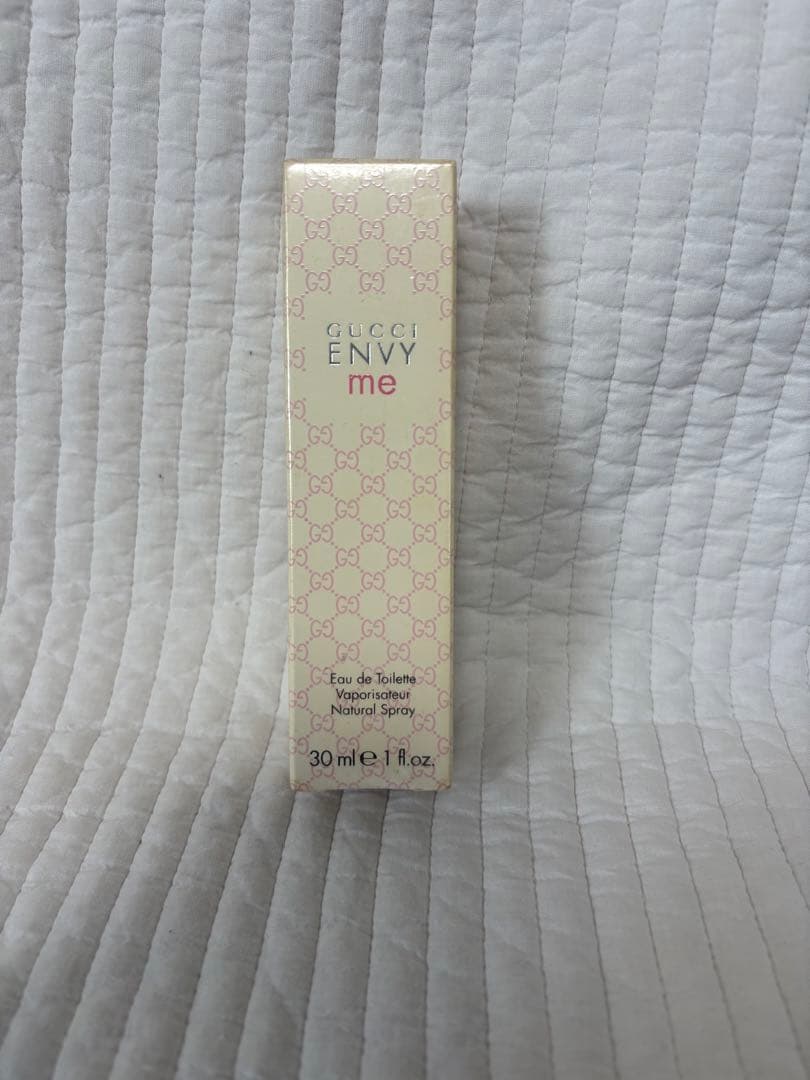 GUCCI
ENVY
me
Eau de Toilette
Vaporisateur
Natural Spray
30 ml e 1 fl.oz.